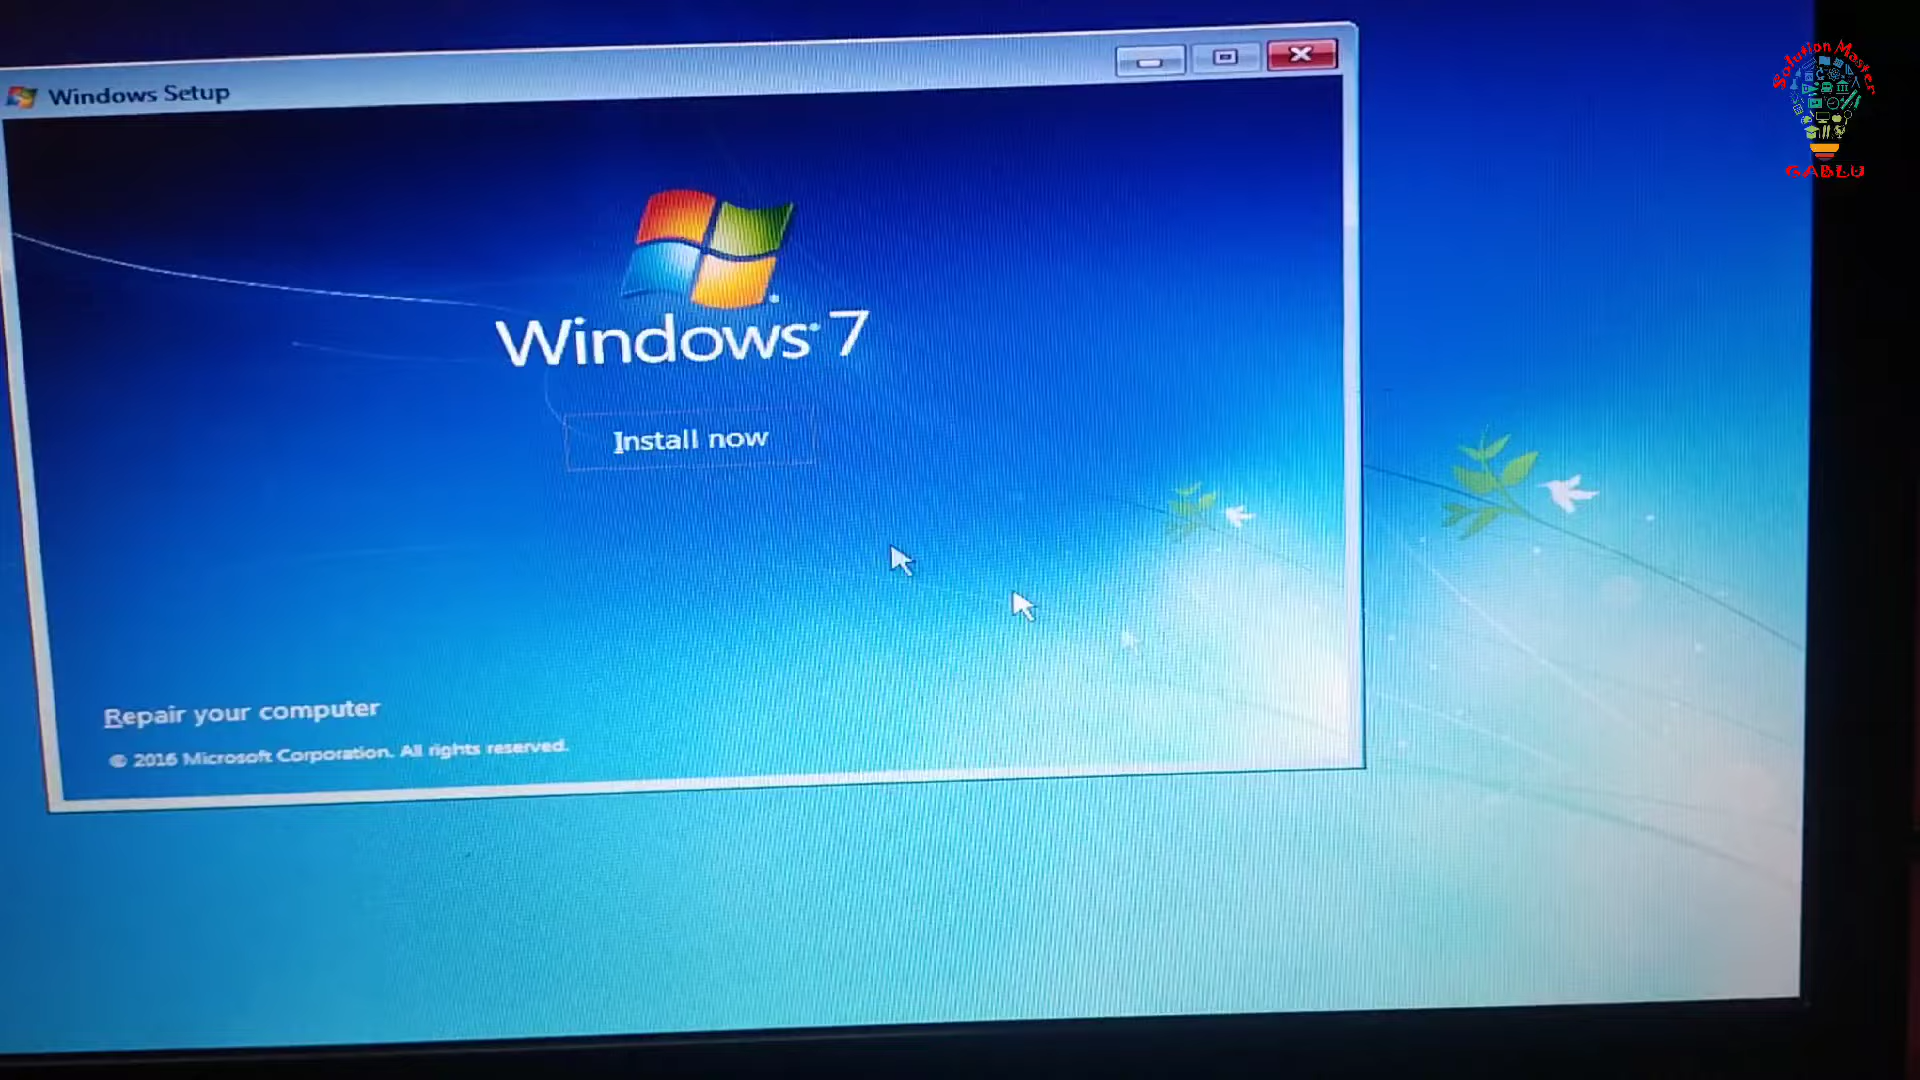 Windows Setup
Solution Master
GABLU
Windows 7
Install now
Repair your computer
© 2016 Microsoft Corporation. All rights reserved.